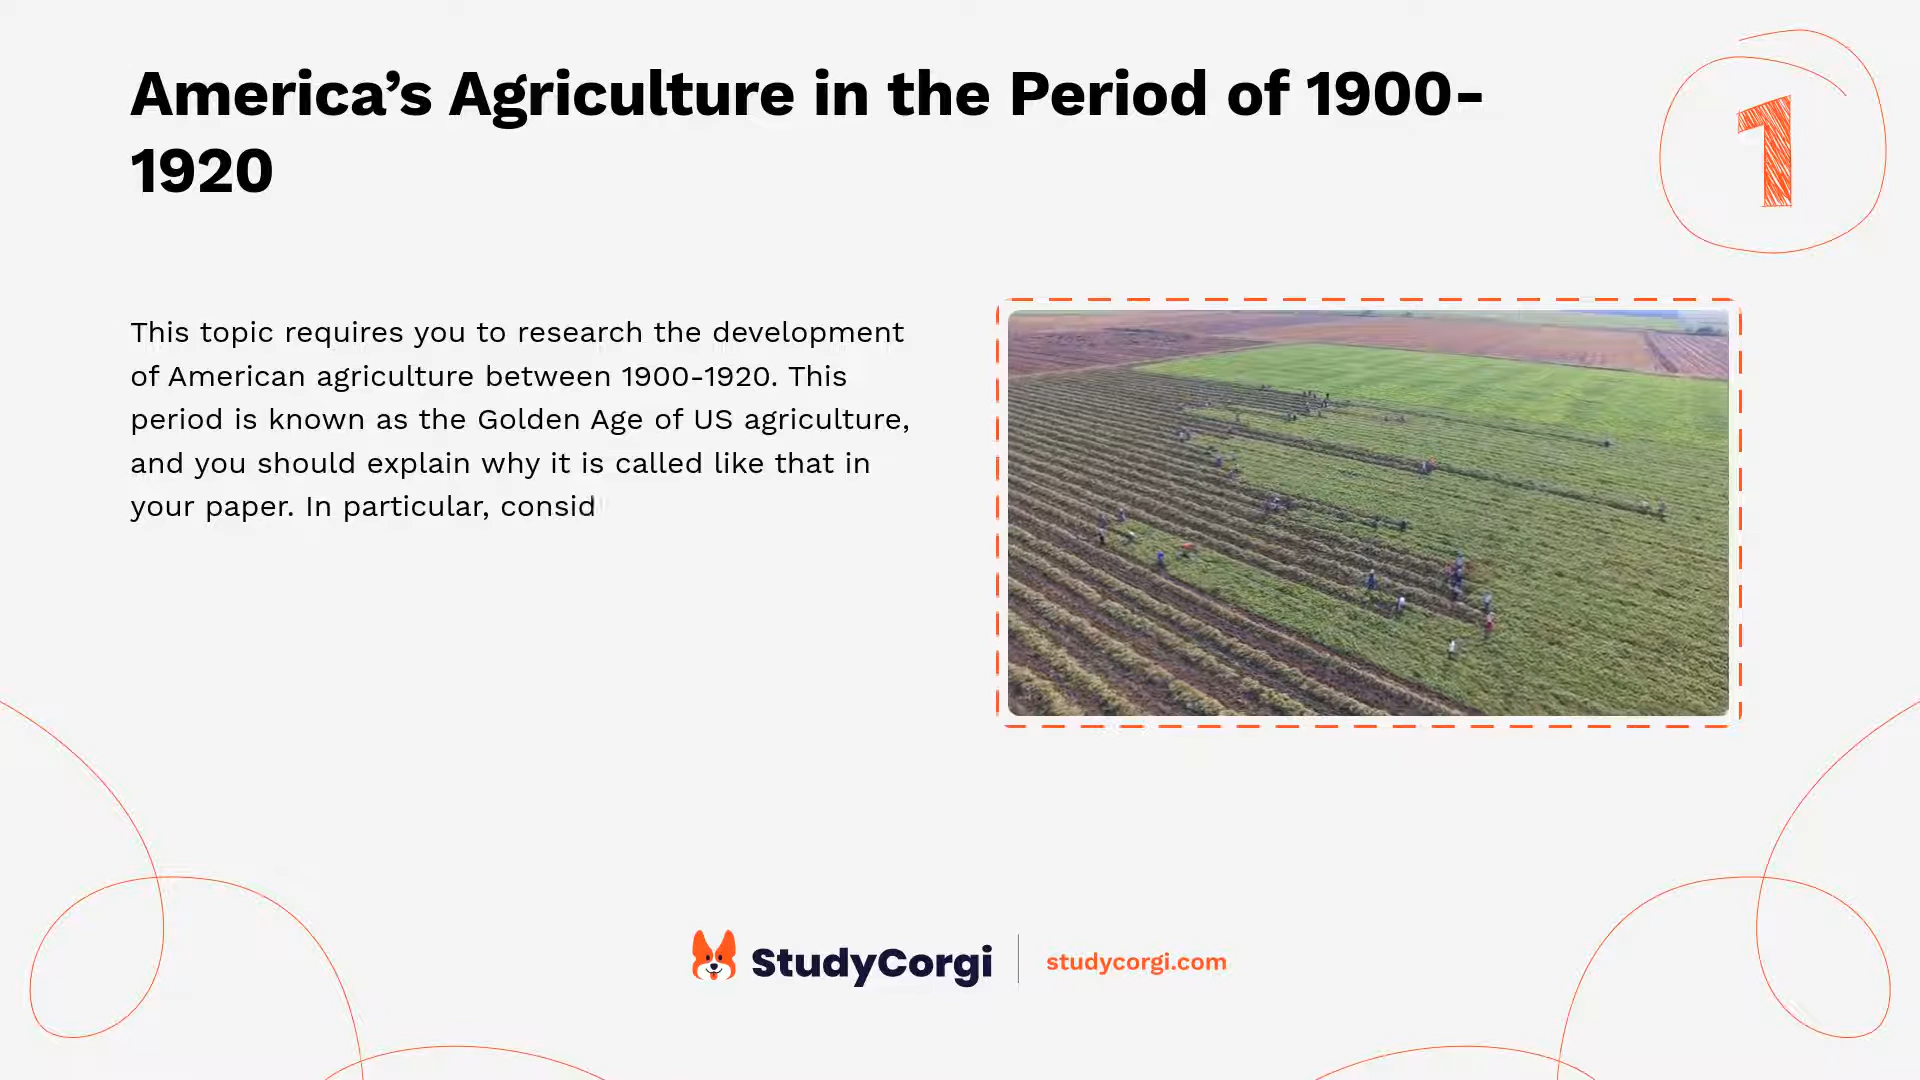 America’s Agriculture in the Period of 1900-
1920
1
This topic requires you to research the development
of American agriculture between 1900-1920. This
period is known as the Golden Age of US agriculture,
and you should explain why it is called like that in
your paper. In particular, consid
StudyCorgi
studycorgi.com